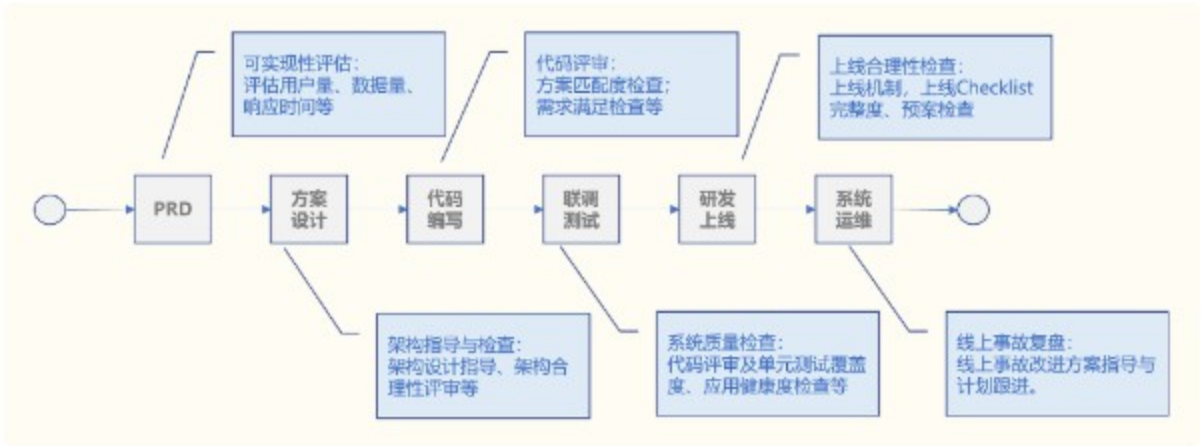 可实现性评估：
评估用户量、数据量、
响应时间等
代码评审：
方案匹配度检查；
需求满足检查等
上线合理性检查：
上线机制，上线Checklist
完整度、预案检查
PRD
方案
设计
代码
编写
联调
测试
研发
上线
系统
运维
架构指导与检查：
架构设计指导、架构合
理性评审等
系统质量检查：
代码评审及单元测试覆盖
度、应用健康度检查等
线上事故复盘：
线上事故改进方案指导与
计划跟进。